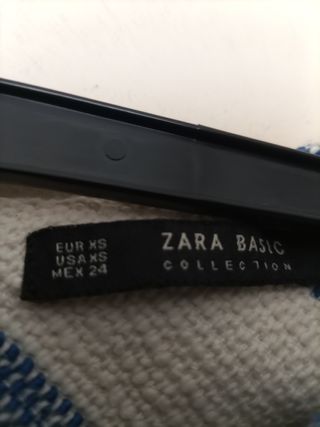 EUR XS
USA XS
MEX 24
ZARA BASIC
COLLECTION